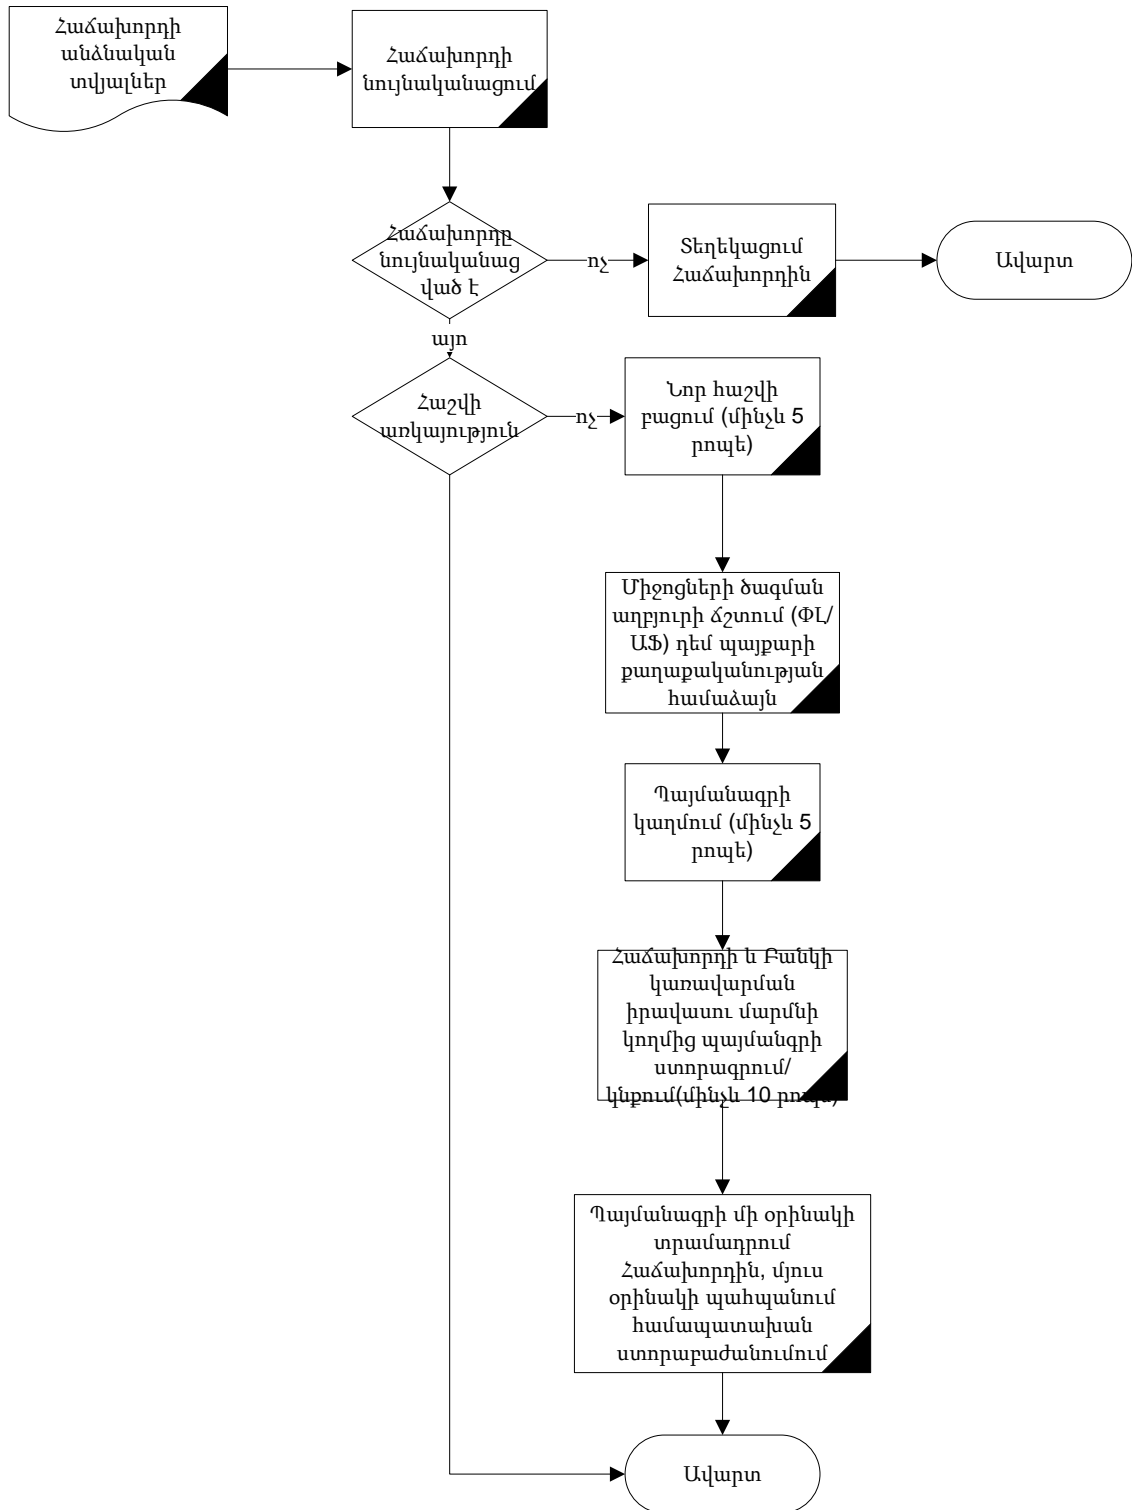 Հաճախորդի
անձնական
տվյալներ
Հաճախորդի
նույնականացում
Հաճախորդը
նույնականաց
ված է
ոչ
Տեղեկացում
Հաճախորդին
Ավարտ
այո
Հաշվի
առկայություն
ոչ
Նոր հաշվի
բացում (մինչև 5
րոպե)
Միջոցների ծագման
աղբյուրի ճշտում (ՓԼ/
ԱՖ) դեմ պայքարի
քաղաքականության
համաձայն
Պայմանագրի
կազմում (մինչև 5
րոպե)
Հաճախորդի և Բանկի
կառավարման
իրավասու մարմնի
կողմից պայմանգրի
ստորագրում/
կնքում(մինչև 10 րոպե)
Պայմանագրի մի օրինակի
տրամադրում
Հաճախորդին, մյուս
օրինակի պահպանում
համապատախան
ստորաբաժանումում
Ավարտ